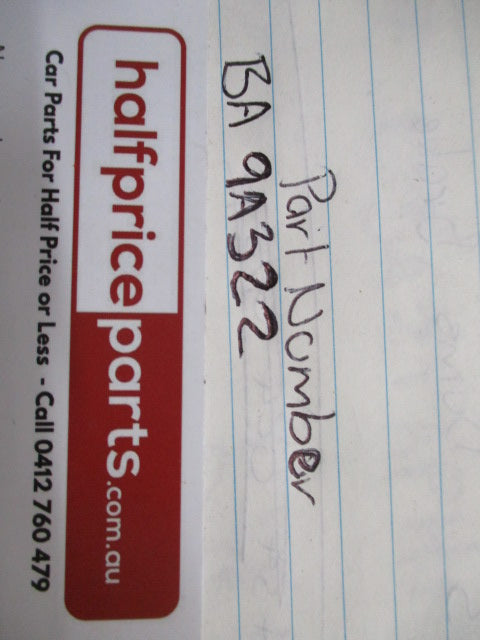 Part Number
BA 9A322
halfpriceparts.com.au
Car Parts For Half Price or Less - Call 0412 760 479